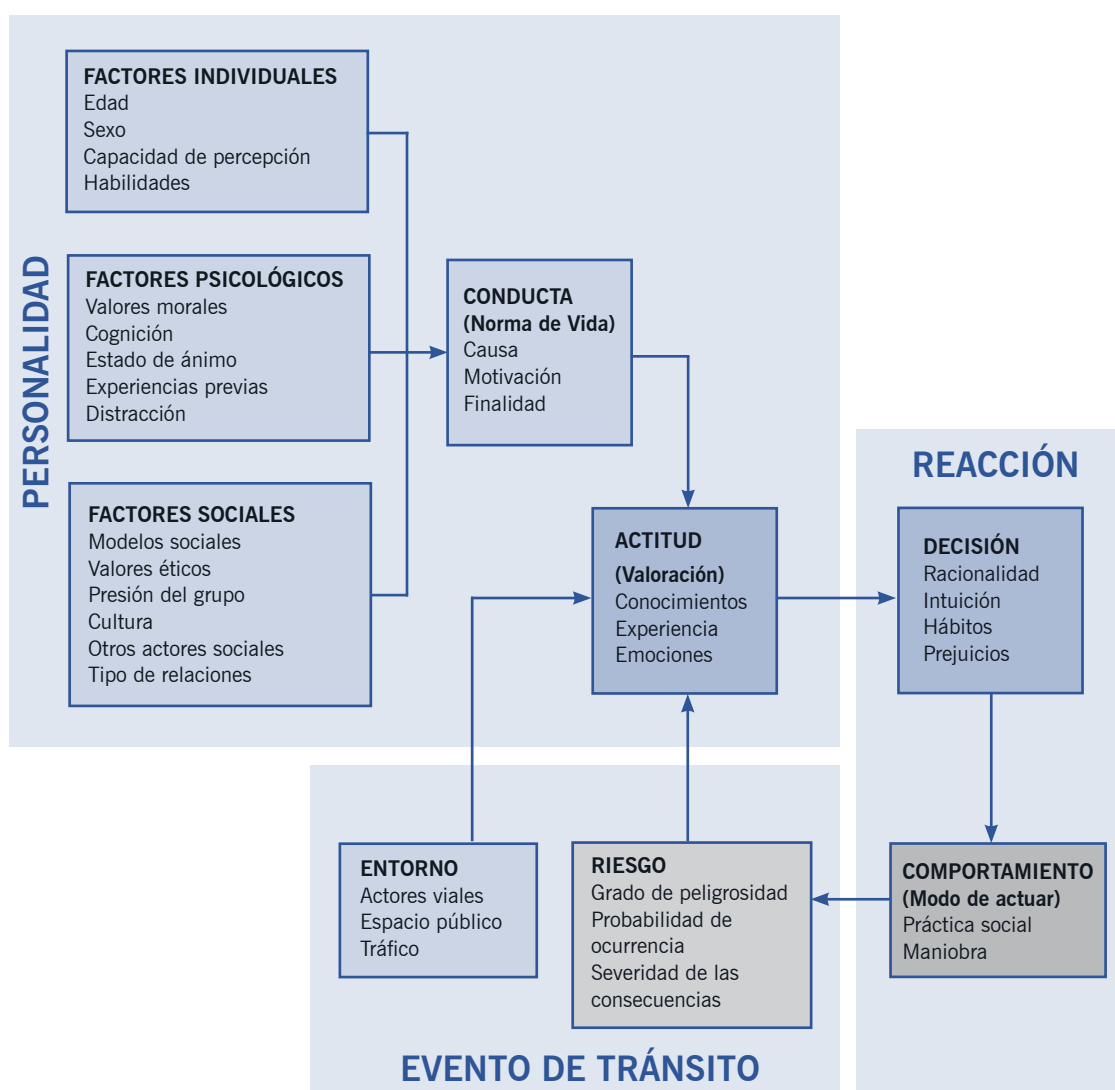 PERSONALIDAD
FACTORES INDIVIDUALES
Edad
Sexo
Capacidad de percepción
Habilidades
FACTORES PSICOLÓGICOS
Valores morales
Cognición
Estado de ánimo
Experiencias previas
Distracción
FACTORES SOCIALES
Modelos sociales
Valores éticos
Presión del grupo
Cultura
Otros actores sociales
Tipo de relaciones
CONDUCTA
(Norma de Vida)
Causa
Motivación
Finalidad
ACTITUD
(Valoración)
Conocimientos
Experiencia
Emociones
REACCIÓN
DECISIÓN
Racionalidad
Intuición
Hábitos
Prejuicios
COMPORTAMIENTO
(Modo de actuar)
Práctica social
Maniobra
ENTORNO
Actores viales
Espacio público
Tráfico
RIESGO
Grado de peligrosidad
Probabilidad de
ocurrencia
Severidad de las
consecuencias
EVENTO DE TRÁNSITO